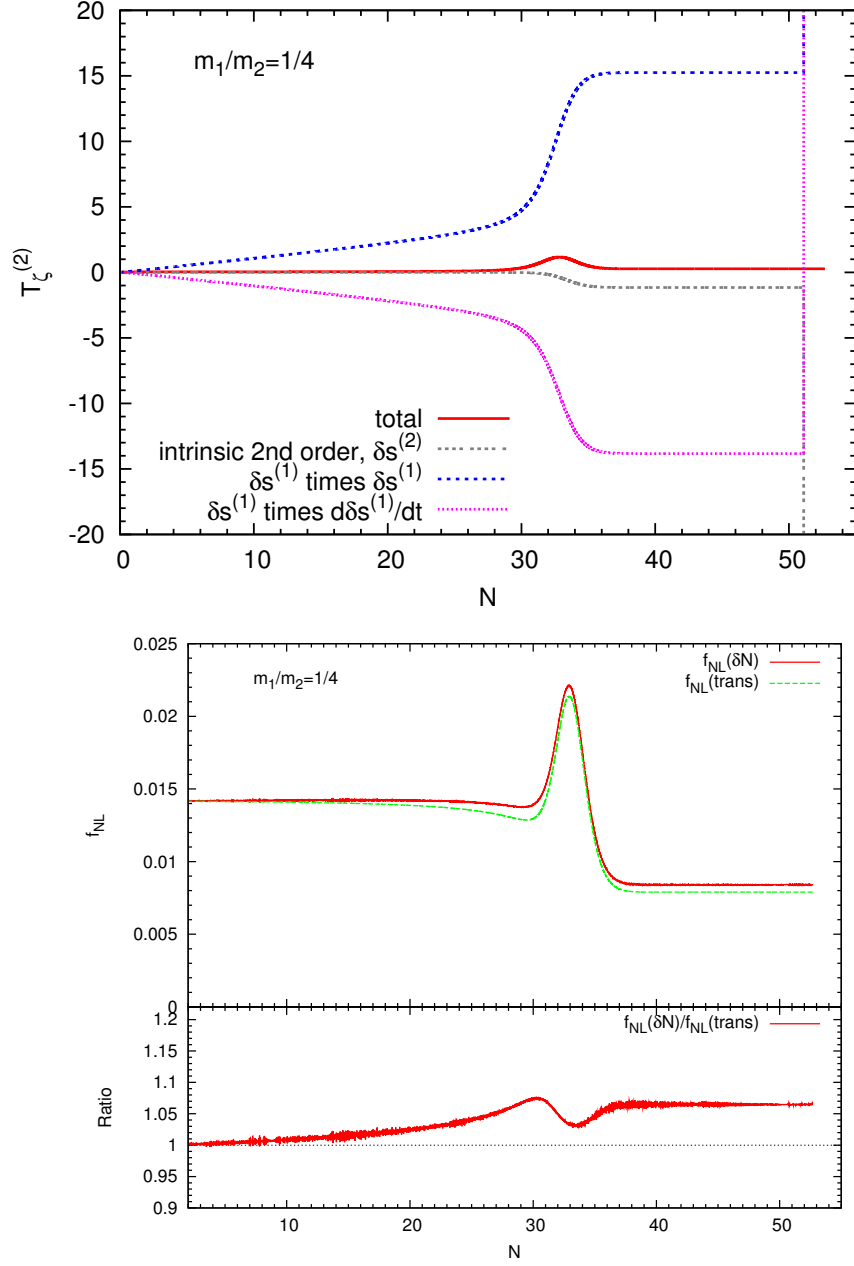 20
15
10
5
0
-5
-10
-15
-20
m1/m2=1/4
Tζ(2)
total
intrinsic 2nd order, δs(2)
δs(1) times δs(1)
δs(1) times dδs(1)/dt
0 10 20 30 40 50
N
0.025
0.02
0.015
0.01
0.005
0
m1/m2=1/4
fNL(δN)
fNL(trans)
fNL
1.2
1.15
1.1
1.05
1
0.95
0.9
fNL(δN)/fNL(trans)
Ratio
10 20 30 40 50
N